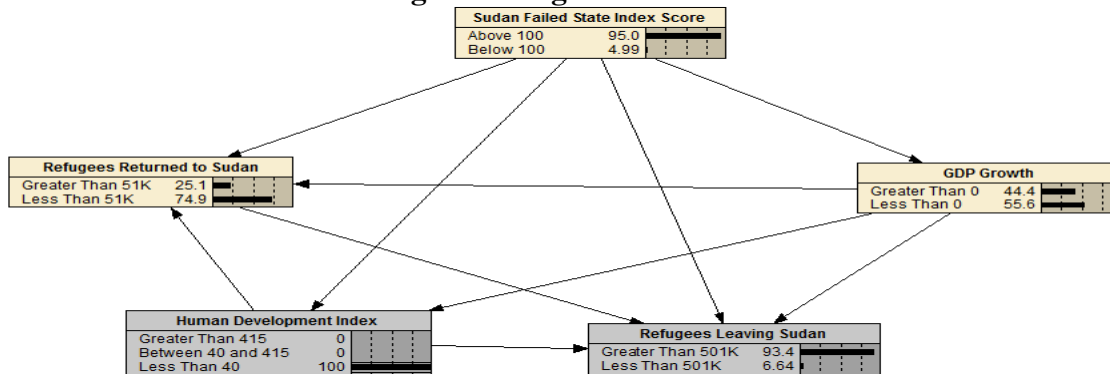 Sudan Failed State Index Score
Above 100 95.0
Below 100 4.99
Refugees Returned to Sudan
Greater Than 51K 25.1
Less Than 51K 74.9
GDP Growth
Greater Than 0 44.4
Less Than 0 55.6
Human Development Index
Greater Than 415 0
Between 40 and 415 0
Less Than 40 100
Refugees Leaving Sudan
Greater Than 501K 93.4
Less Than 501K 6.64